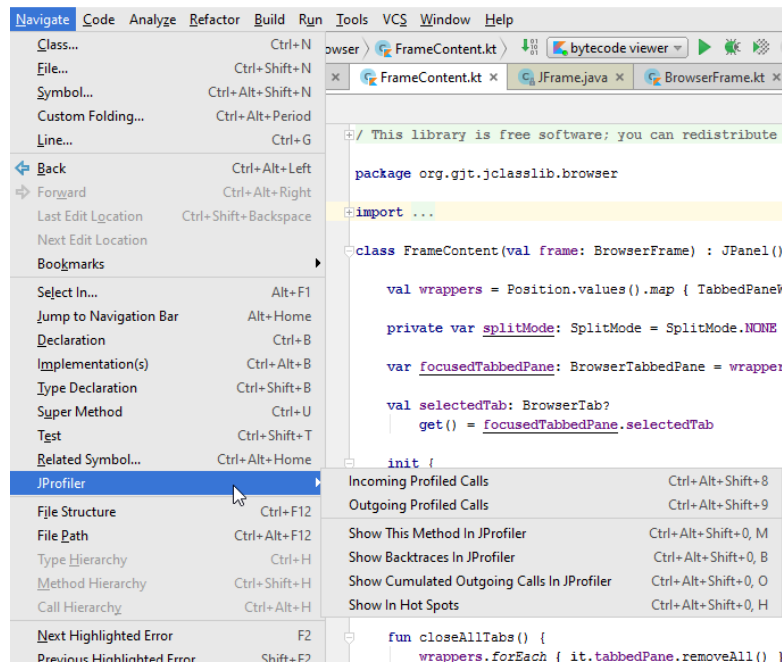 Navigate Code Analyze Refactor Build Run Tools VCS Window Help
Class... Ctrl+N
File... Ctrl+Shift+N
Symbol... Ctrl+Alt+Shift+N
Custom Folding... Ctrl+Alt+Period
Line... Ctrl+G
Back Ctrl+Alt+Left
Forward Ctrl+Alt+Right
Last Edit Location Ctrl+Shift+Backspace
Next Edit Location
Bookmarks
Select In... Alt+F1
Jump to Navigation Bar Alt+Home
Declaration Ctrl+B
Implementation(s) Ctrl+Alt+B
Type Declaration Ctrl+Shift+B
Super Method Ctrl+U
Test Ctrl+Shift+T
Related Symbol... Ctrl+Alt+Home
JProfiler
File Structure Ctrl+F12
File Path Ctrl+Alt+F12
Type Hierarchy Ctrl+H
Method Hierarchy Ctrl+Shift+H
Call Hierarchy Ctrl+Alt+H
Next Highlighted Error F2
Previous Highlighted Error Shift+F2
Incoming Profiled Calls Ctrl+Alt+Shift+8
Outgoing Profiled Calls Ctrl+Alt+Shift+9
Show This Method In JProfiler Ctrl+Alt+Shift+0, M
Show Backtraces In JProfiler Ctrl+Alt+Shift+0, B
Show Cumulated Outgoing Calls In JProfiler Ctrl+Alt+Shift+0, O
Show In Hot Spots Ctrl+Alt+Shift+0, H
owser FrameContent.kt bytecode viewer
FrameContent.kt JFrame.java BrowserFrame.kt
/ This library is free software; you can redistribute
package org.gjt.jclasslib.browser
import ...
class FrameContent(val frame: BrowserFrame) : JPanel()
val wrappers = Position.values().map { TabbedPaneW
private var splitMode: SplitMode = SplitMode.NONE
var focusedTabbedPane: BrowserTabbedPane = wrapper
val selectedTab: BrowserTab?
get() = focusedTabbedPane.selectedTab
init {
fun closeAllTabs() {
wrappers.forEach { it.tabbedPane.removeAll() }